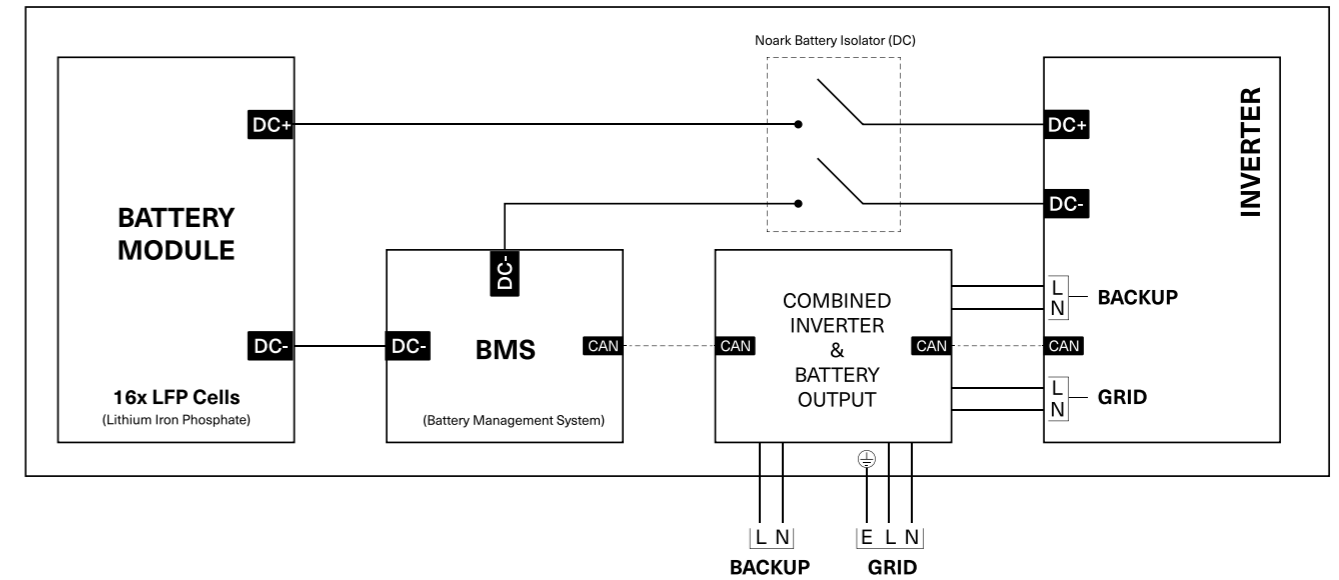 Noark Battery Isolator (DC)
DC+
DC+
INVERTER
BATTERY
MODULE
DC-
DC-
COMBINED
INVERTER
&
BATTERY
OUTPUT
L
N
BACKUP
DC-
DC-
BMS
CAN
CAN
CAN
CAN
16x LFP Cells
(Lithium Iron Phosphate)
(Battery Management System)
L
N
GRID
L N
BACKUP
E L N
GRID